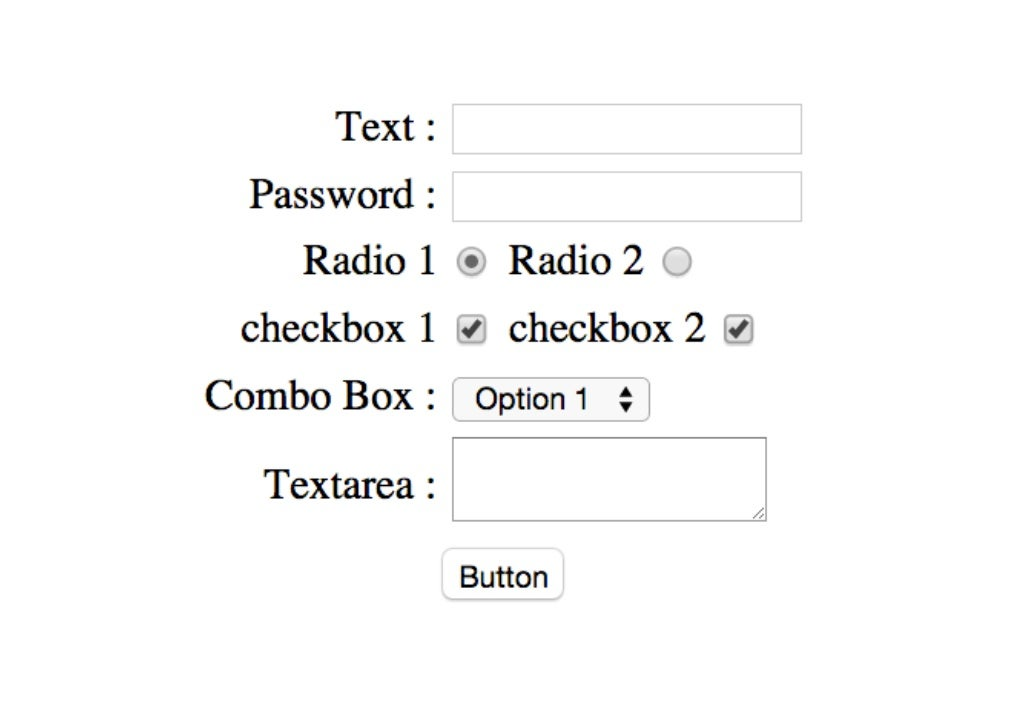 Text :
Password :
Radio 1 Radio 2
checkbox 1 checkbox 2
Combo Box : Option 1
Textarea :
Button